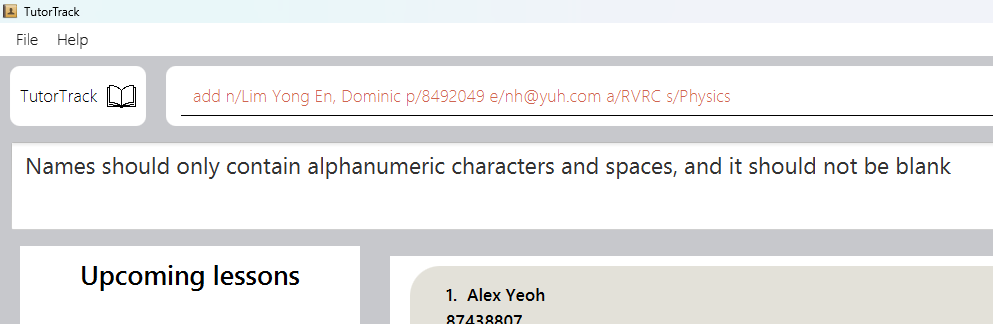 TutorTrack
File Help
TutorTrack
add n/Lim Yong En, Dominic p/8492049 e/nh@yuh.com a/RVRC s/Physics
Names should only contain alphanumeric characters and spaces, and it should not be blank
Upcoming lessons
1. Alex Yeoh
87438807